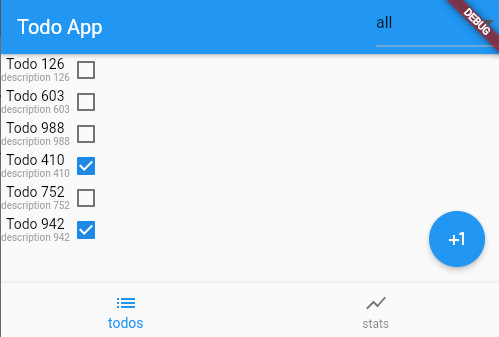 Todo App
all
DEBUG
Todo 126
description 126
Todo 603
description 603
Todo 988
description 988
Todo 410
description 410
Todo 752
description 752
Todo 942
description 942
+1
todos
stats